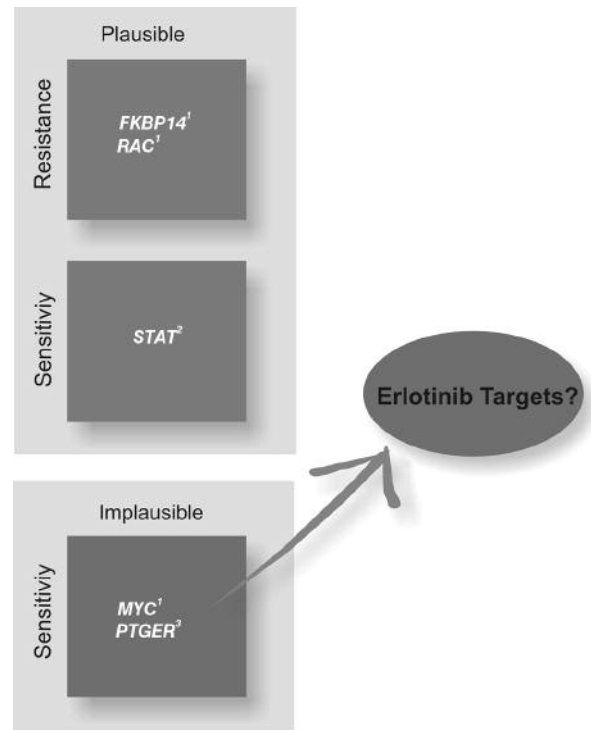 Plausible
Resistance
FKBP14¹
RAC¹
Sensitiviy
STAT²
Erlotinib Targets?
Implausible
Sensitiviy
MYC¹
PTGER³